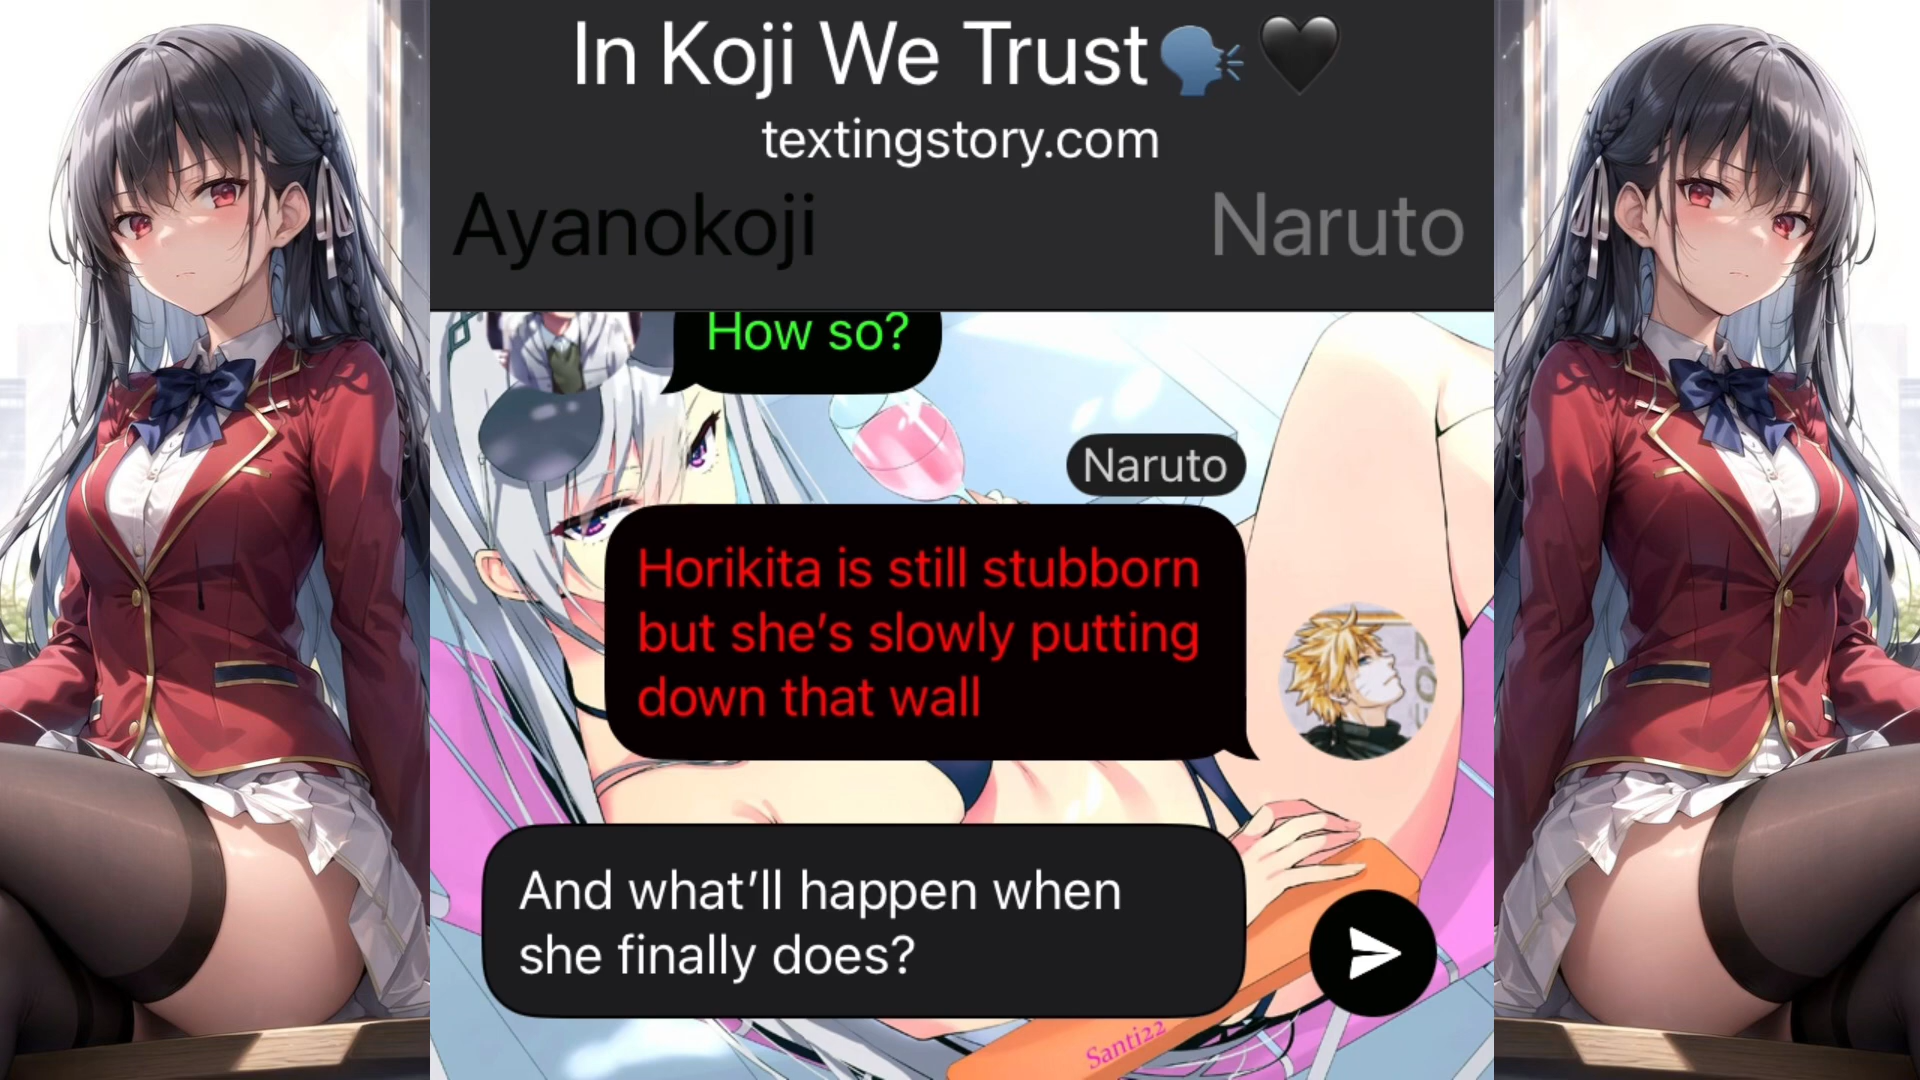 In Koji We Trust🗣️🖤
textingstory.com
Ayanokoji
Naruto
How so?
Naruto
Horikita is still stubborn
but she's slowly putting
down that wall
And what'll happen when
she finally does?
Santi22